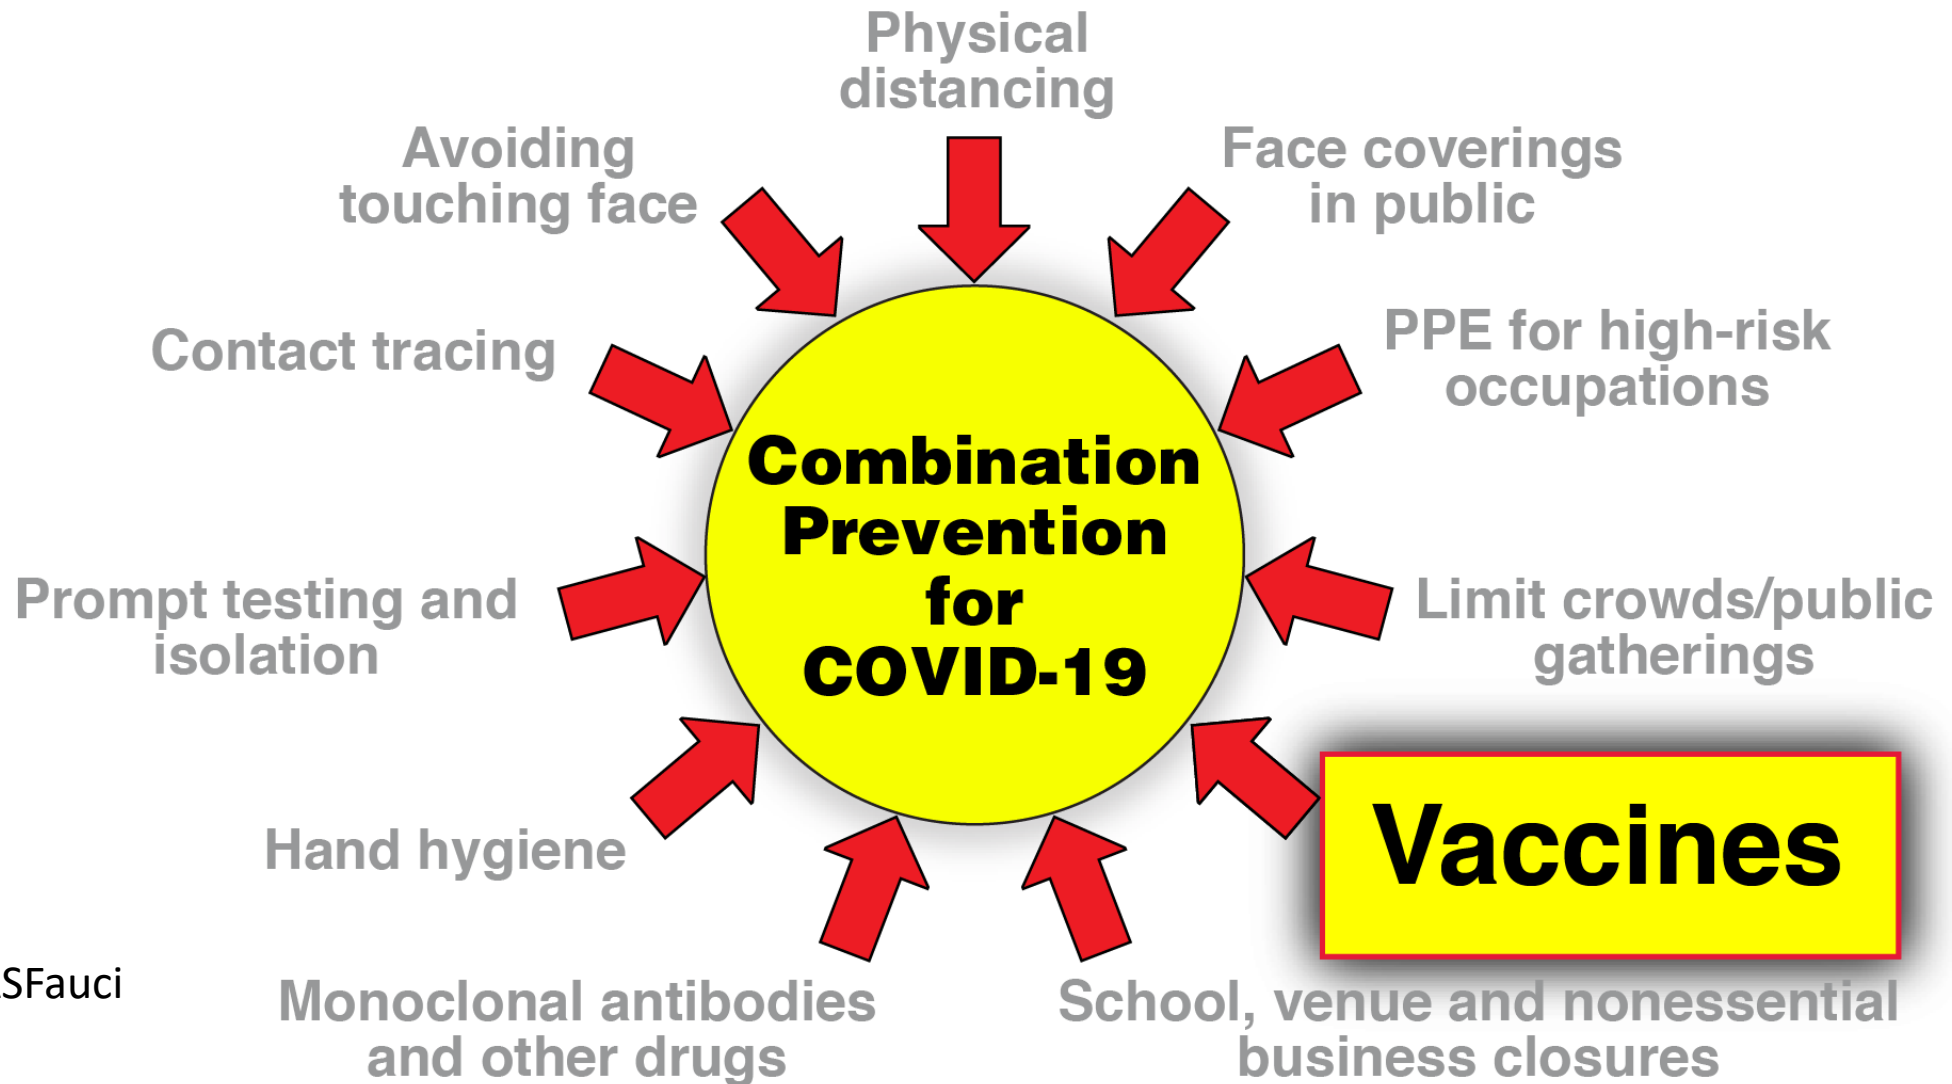 Physical
distancing
Avoiding
touching face
Face coverings
in public
Contact tracing
PPE for high-risk
occupations
Combination
Prevention
for
COVID-19
Prompt testing and
isolation
Limit crowds/public
gatherings
Hand hygiene
Vaccines
SFauci
Monoclonal antibodies
and other drugs
School, venue and nonessential
business closures